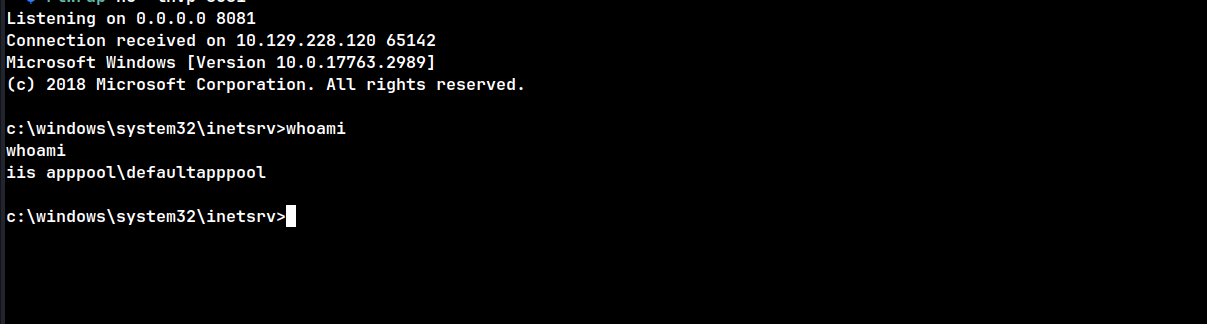 Listening on 0.0.0.0 8081
Connection received on 10.129.228.120 65142
Microsoft Windows [Version 10.0.17763.2989]
(c) 2018 Microsoft Corporation. All rights reserved.
c:\windows\system32\inetsrv>whoami
whoami
iis apppool\defaultapppool
c:\windows\system32\inetsrv>